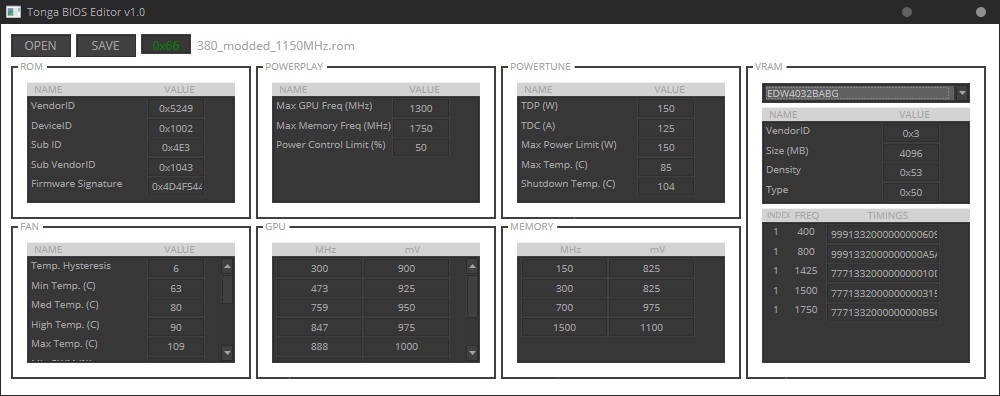 Tonga BIOS Editor v1.0
OPEN SAVE 0x66 380_modded_1150MHz.rom
ROM
NAME VALUE
VendorID 0x5249
DeviceID 0x1002
Sub ID 0x4E3
Sub VendorID 0x1043
Firmware Signature 0x4D4F544
POWERPLAY
NAME VALUE
Max GPU Freq (MHz) 1300
Max Memory Freq (MHz) 1750
Power Control Limit (%) 50
POWERTUNE
NAME VALUE
TDP (W) 150
TDC (A) 125
Max Power Limit (W) 150
Max Temp. (C) 85
Shutdown Temp. (C) 104
VRAM
EDW4032BABG
NAME VALUE
VendorID 0x3
Size (MB) 4096
Density 0x53
Type 0x50
INDEX FREQ TIMINGS
1 400 999133200000000060
1 800 9991332000000000A5
1 1425 777133200000000010
1 1500 7771332000000000315
1 1750 7771332000000000B5
FAN
NAME VALUE
Temp. Hysteresis 6
Min Temp. (C) 63
Med Temp. (C) 80
High Temp. (C) 90
Max Temp. (C) 109
GPU
MHz mV
300 900
473 925
759 950
847 975
888 1000
MEMORY
MHz mV
150 825
300 825
700 975
1500 1100